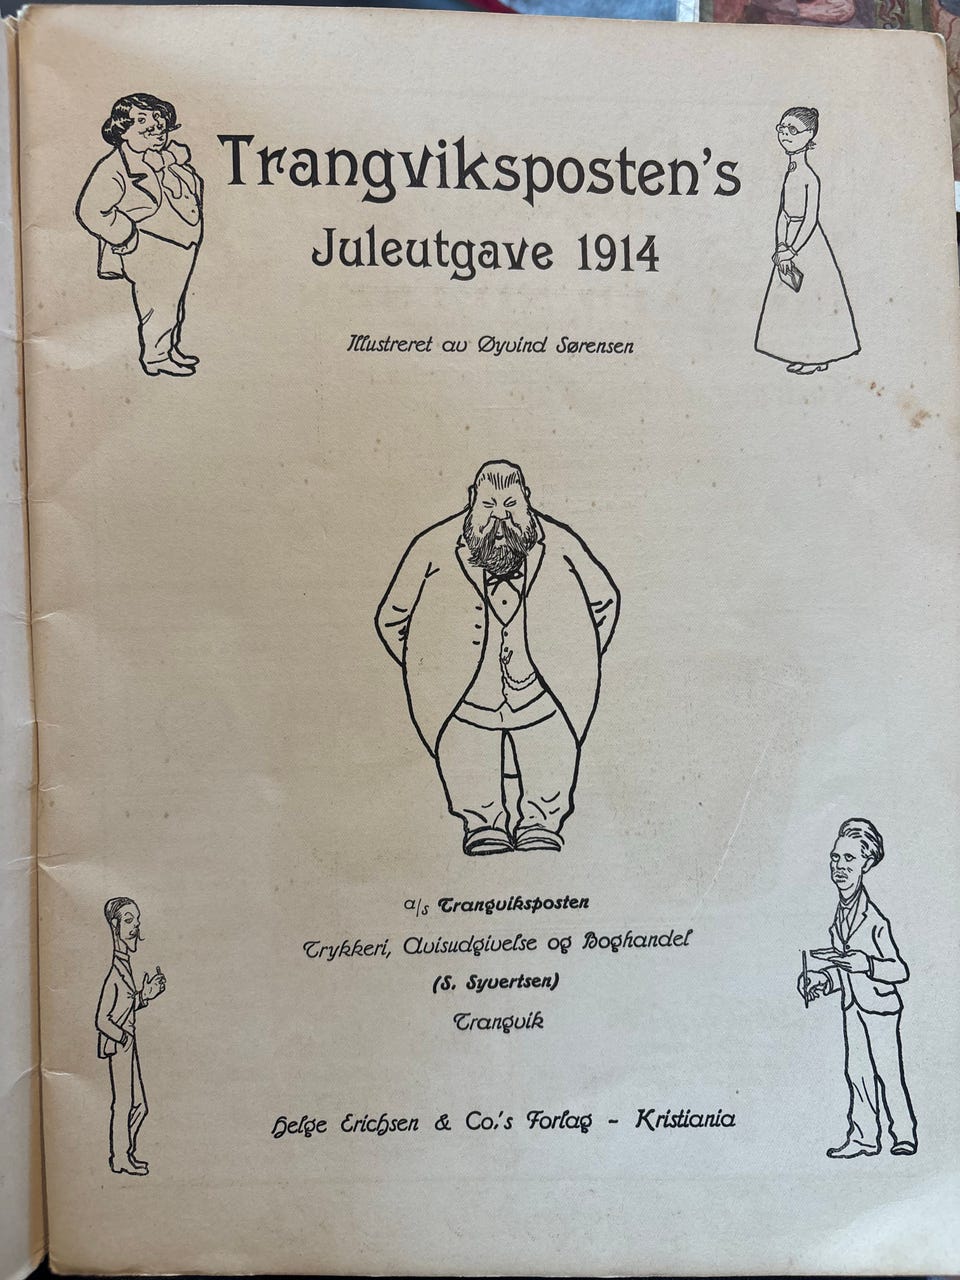 Trangviksposten's
Juleutgave 1914
Illustreret av Øyvind Sørensen
a/s Trangviksposten
Trykkeri, Avisudgivelse og Boghandel
(S. Syvertsen)
Trangvik
Helge Erichsen & Co.'s Forlag - Kristiania